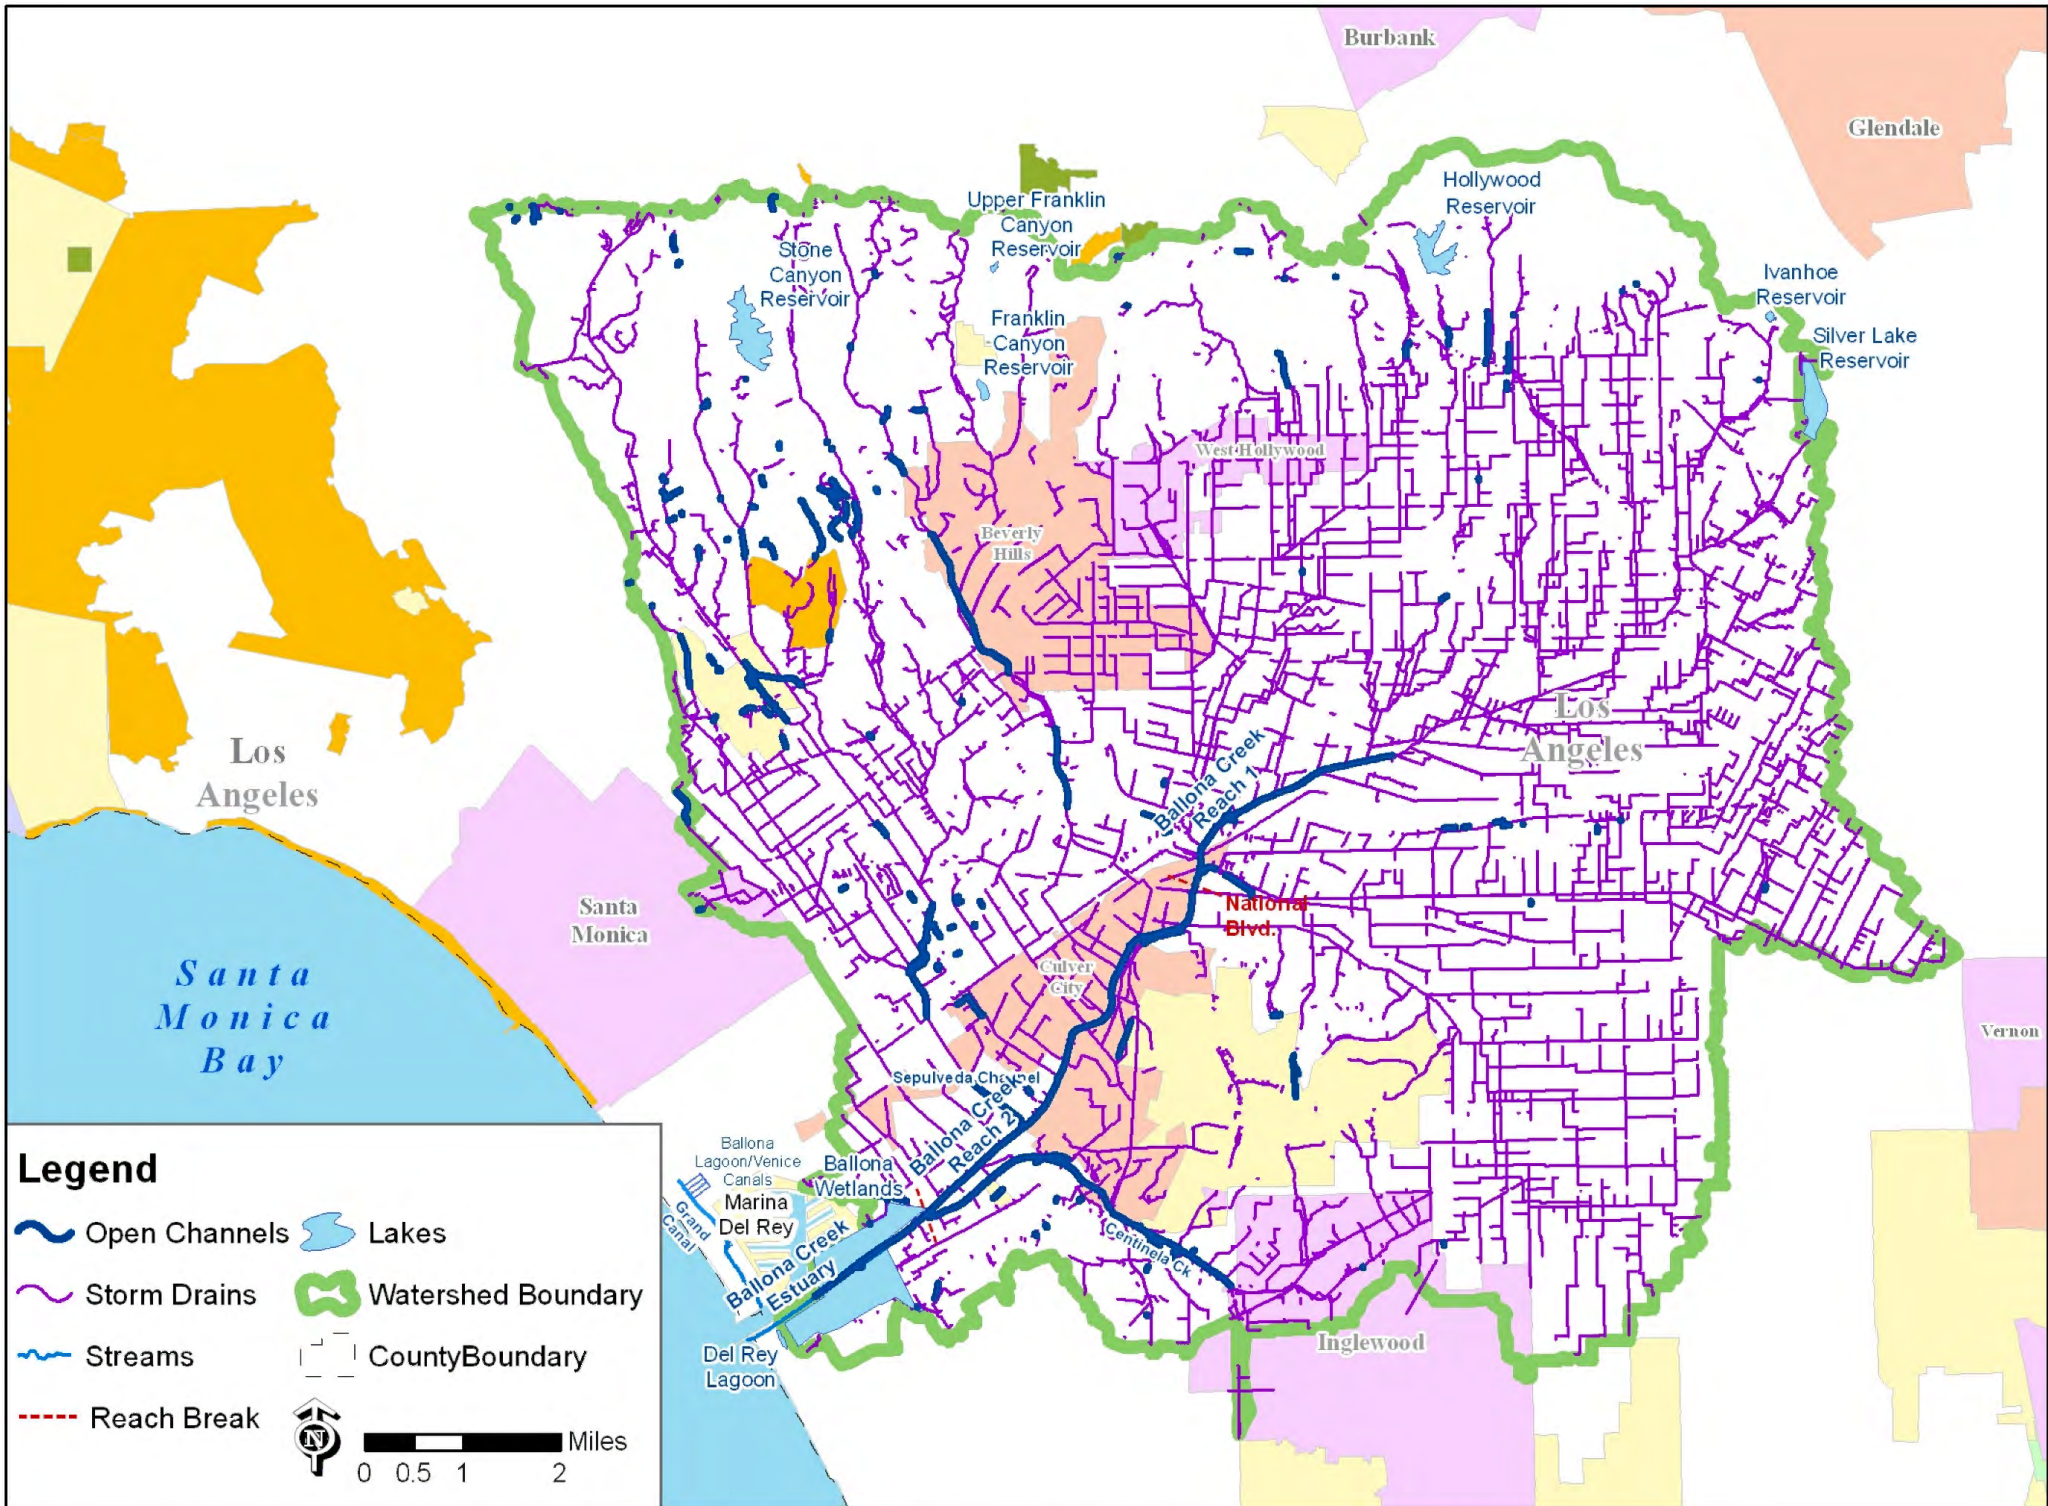 Burbank
Glendale
Hollywood
Reservoir
Upper Franklin
Canyon
Reservoir
Stone
Canyon
Reservoir
Ivanhoe
Reservoir
Franklin
Canyon
Reservoir
Silver Lake
Reservoir
West Hollywood
Beverly
Hills
Los
Angeles
Los
Angeles
Ballona Creek
Reach 1
Santa
Monica
National
Blvd.
Culver
City
Santa
Monica
Bay
Vernon
Sepulveda Channel
Ballona Creek
Reach 2
Ballona
Lagoon/Venice
Canals
Ballona
Wetlands
Marina
Del Rey
Grand
Canal
Ballona Creek
Estuary
Centinela Ck
Inglewood
Del Rey
Lagoon
Legend
Open Channels
Lakes
Storm Drains
Watershed Boundary
Streams
CountyBoundary
Reach Break
N
Miles
0 0.5 1 2